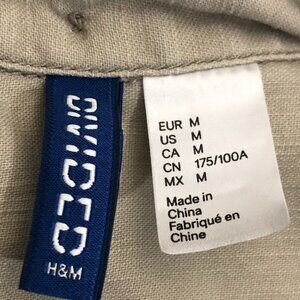 DIVIDED
H&M
EUR M
US M
CA M
CN 175/100A
MX M
Made in
China
Fabriqué en
Chine